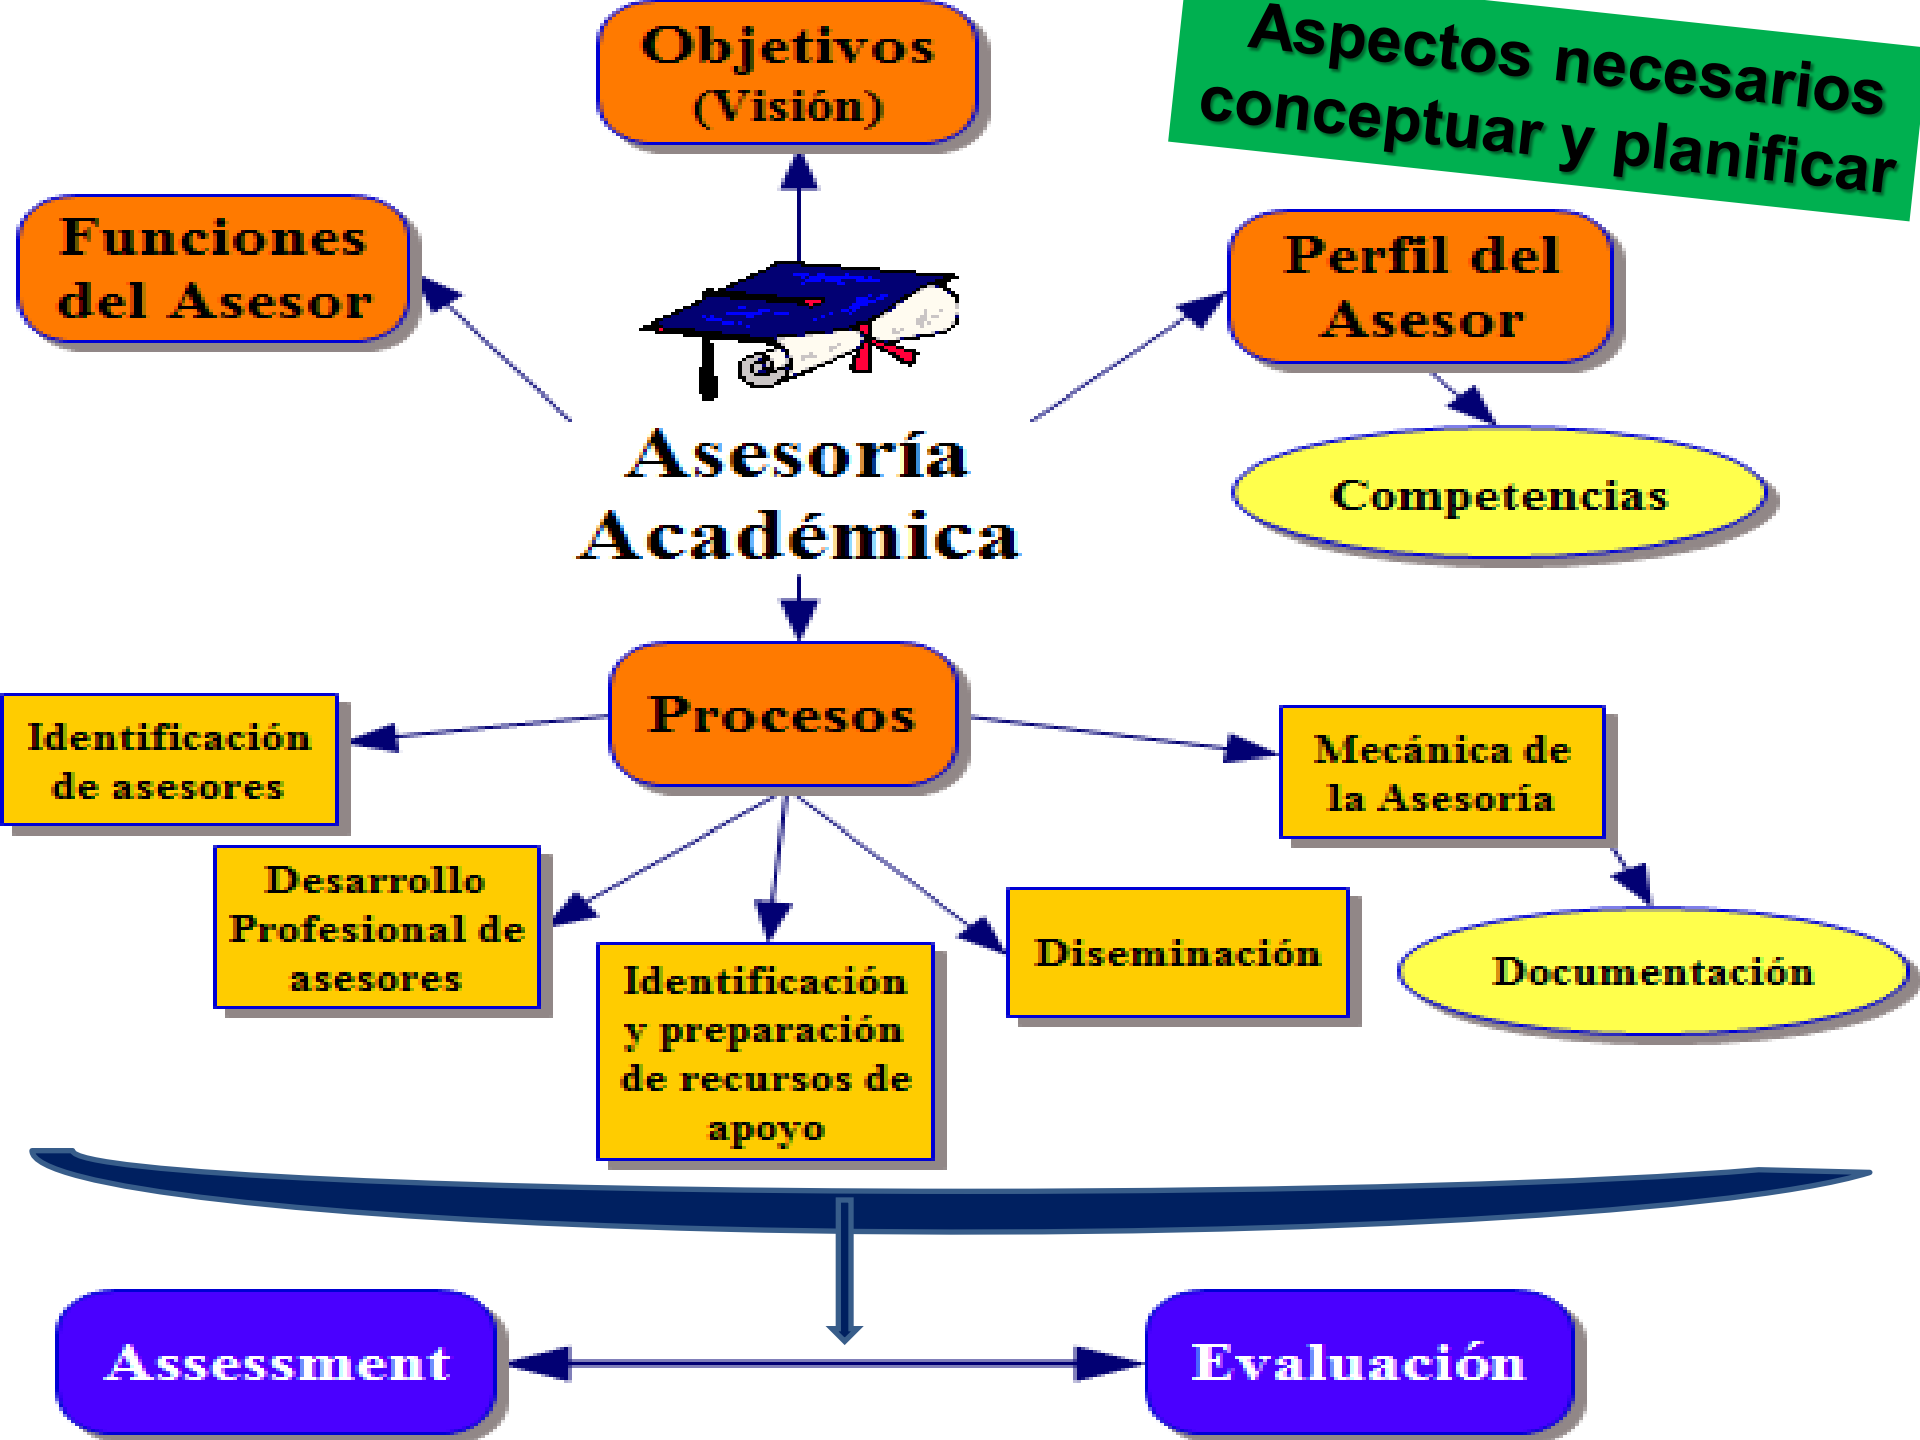 Objetivos
(Visión)
Aspectos necesarios
conceptuar y planificar
Funciones
del Asesor
Perfil del
Asesor
Asesoría
Académica
Competencias
Procesos
Identificación
de asesores
Mecánica de
la Asesoría
Desarrollo
Profesional de
asesores
Identificación
y preparación
de recursos de
apoyo
Diseminación
Documentación
Assessment
Evaluación